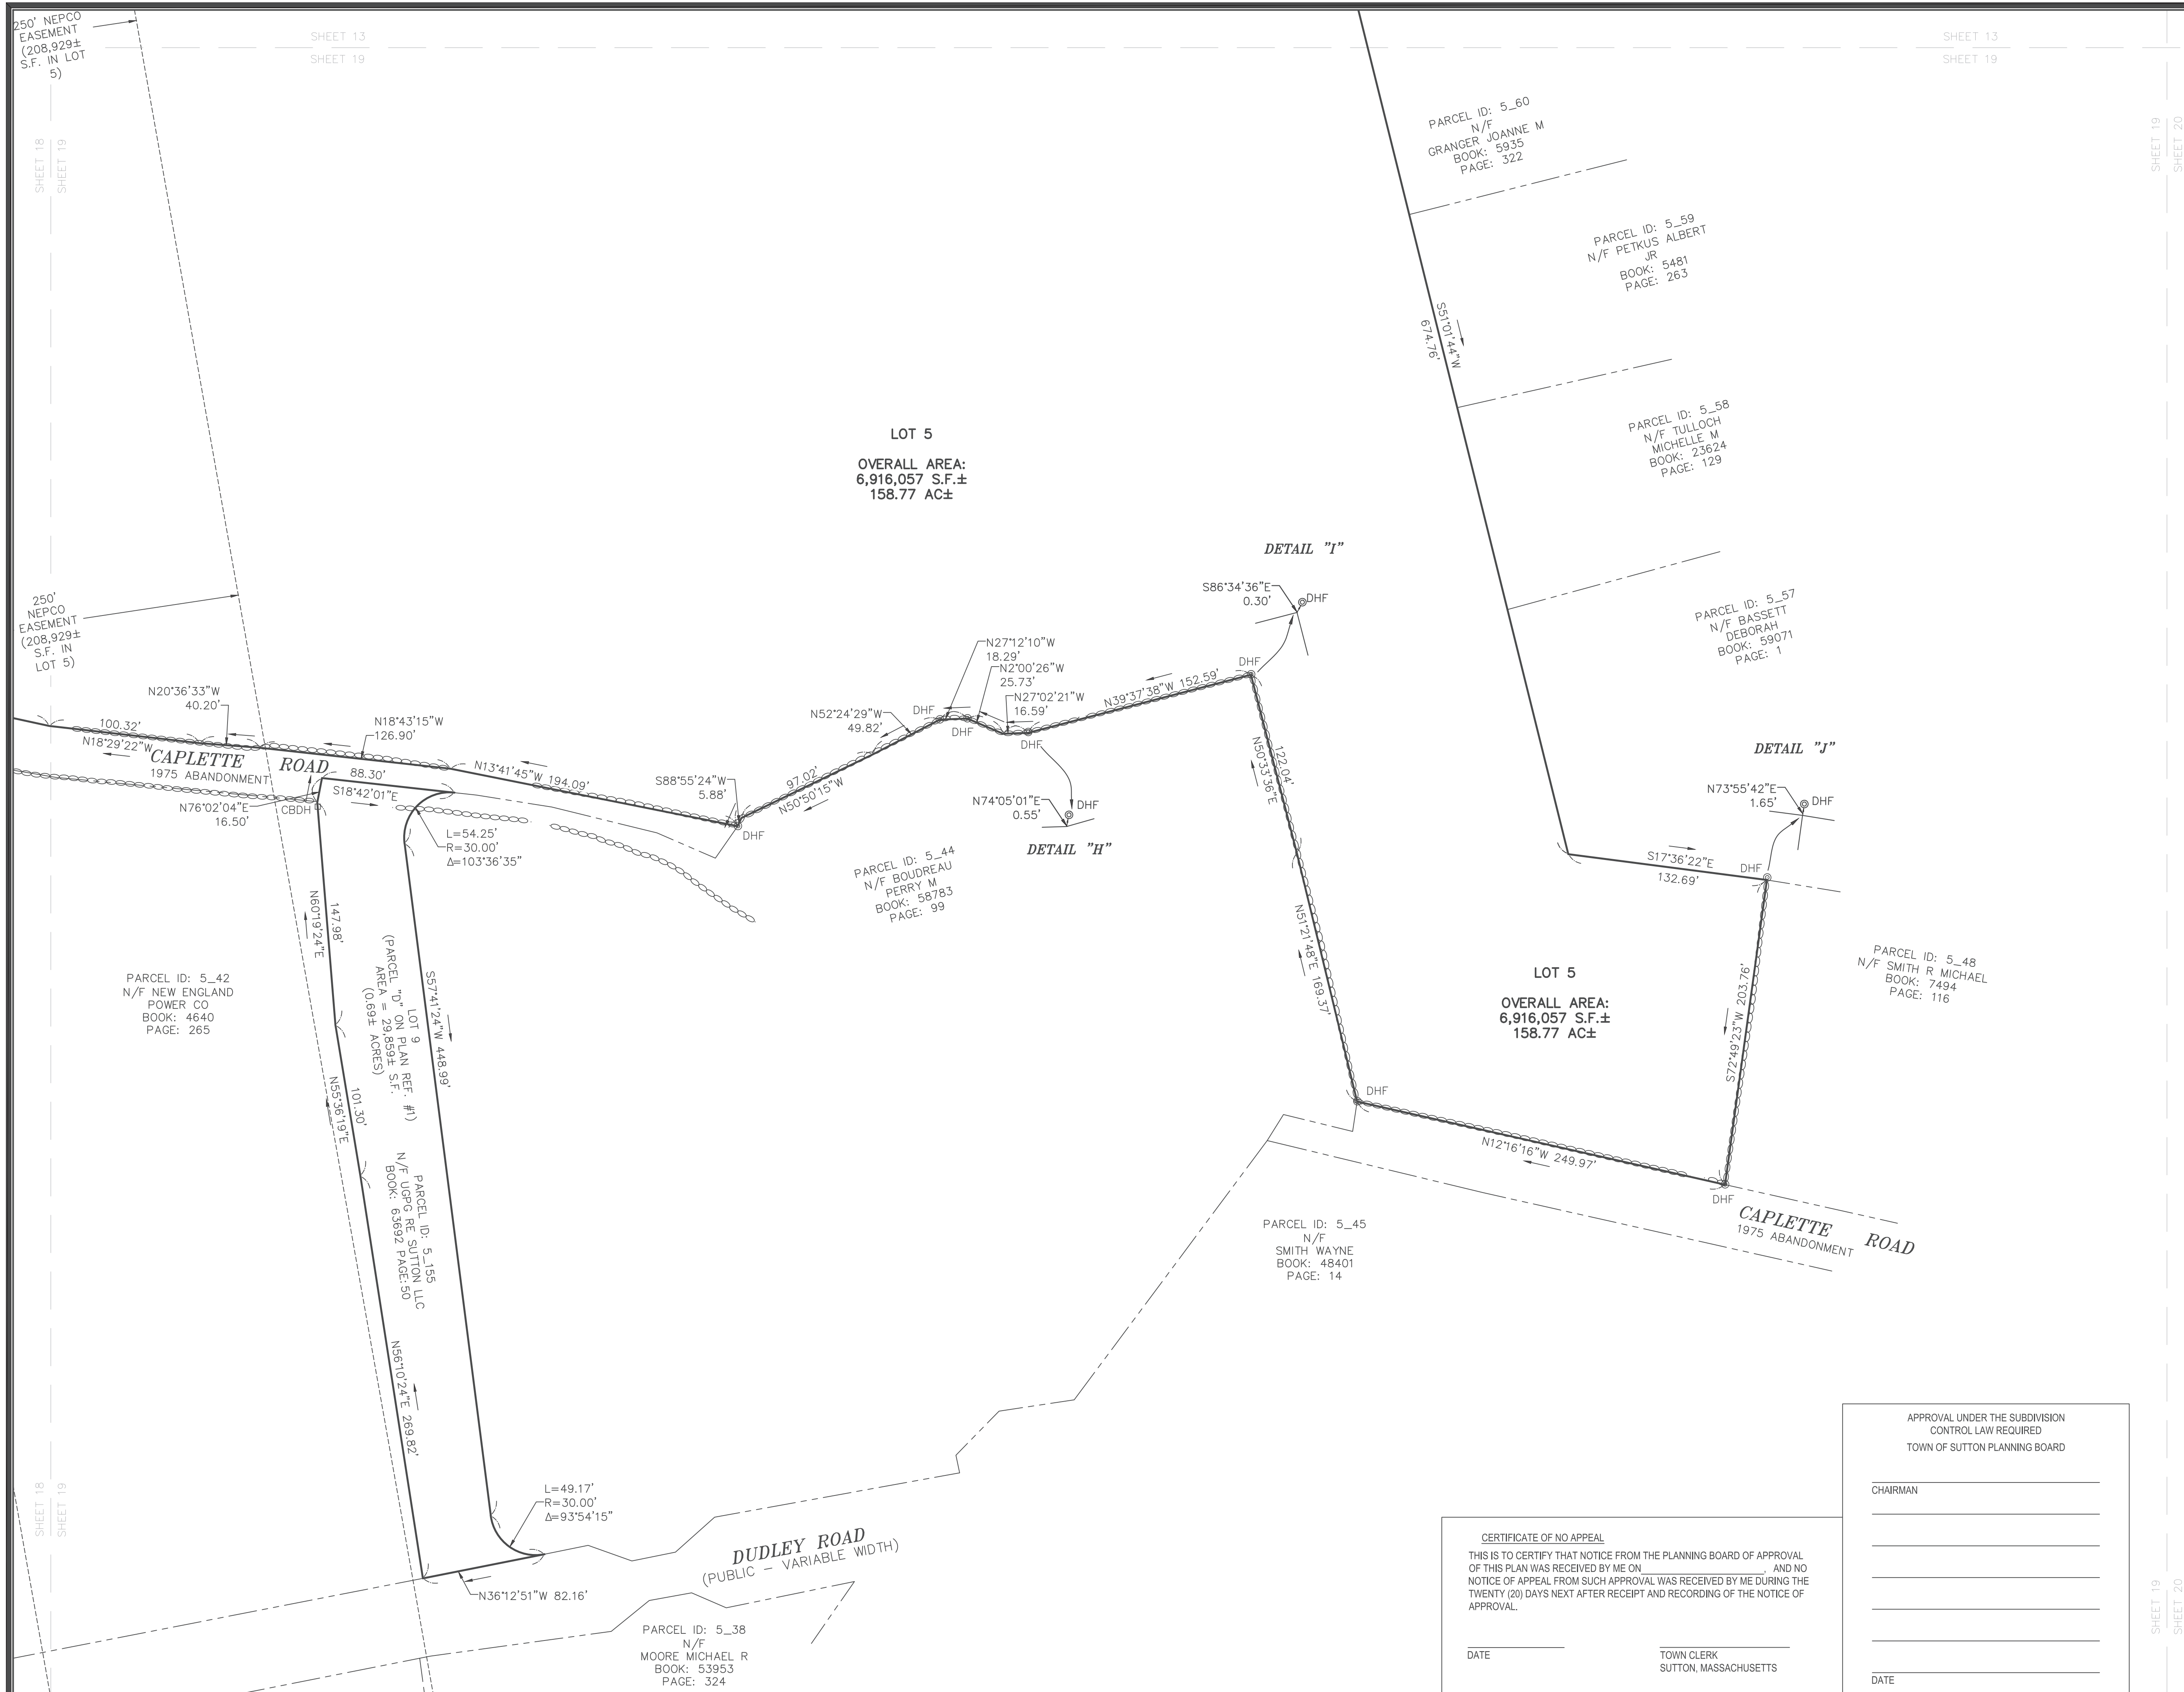 250' NEPCO
EASEMENT
(208,929±
S.F. IN LOT
5)
SHEET 13
SHEET 19
SHEET 13
SHEET 19
SHEET 18
SHEET 19
SHEET 19
SHEET 20
PARCEL ID: 5_60
N/F
GRANGER JOANNE M
BOOK: 5935
PAGE: 322
PARCEL ID: 5_59
N/F PETKUS ALBERT
JR
BOOK: 5481
PAGE: 263
S51°01'44"W
674.76'
PARCEL ID: 5_58
N/F TULLOCH
MICHELLE M
BOOK: 23624
PAGE: 129
LOT 5
OVERALL AREA:
6,916,057 S.F.±
158.77 AC±
PARCEL ID: 5_57
N/F BASSETT
DEBORAH
BOOK: 59071
PAGE: 1
DETAIL "I"
S86°34'36"E
0.30'
DHF
250'
NEPCO
EASEMENT
(208,929±
S.F. IN
LOT 5)
N27°12'10"W
18.29'
N2°00'26"W
25.73'
N27°02'21"W
16.59'
N39°37'38"W 152.59'
DHF
N20°36'33"W
40.20'
N18°43'15"W
126.90'
N52°24'29"W
49.82'
DHF
DHF
DHF
100.32'
N18°29'22"W
CAPLETTE ROAD
1975 ABANDONMENT
88.30'
S18°42'01"E
N13°41'45"W 194.09'
S88°55'24"W
5.88'
DHF
97.02'
N50°50'15"W
N50°33'36"E
122.04'
N74°05'01"E
0.55'
DHF
DETAIL "H"
DETAIL "J"
N73°55'42"E
1.65'
DHF
N76°02'04"E
16.50'
CBDH
L=54.25'
R=30.00'
Δ=103°36'35"
PARCEL ID: 5_44
N/F BOUDREAU
PERRY M
BOOK: 58783
PAGE: 99
S17°36'22"E
132.69'
DHF
N51°21'48"E 169.37'
N60°19'24"E
147.98'
LOT 9
(PARCEL "D" ON PLAN REF. #1)
AREA = 29,859± S.F.
(0.69± ACRES)
S57°41'24"W 448.99'
PARCEL ID: 5_42
N/F NEW ENGLAND
POWER CO
BOOK: 4640
PAGE: 265
LOT 5
OVERALL AREA:
6,916,057 S.F.±
158.77 AC±
S72°49'23"W 203.76'
PARCEL ID: 5_48
N/F SMITH R MICHAEL
BOOK: 7494
PAGE: 116
N55°36'19"E
101.30'
DHF
N12°16'16"W 249.97'
DHF
CAPLETTE ROAD
1975 ABANDONMENT
PARCEL ID: 5_155
N/F UGPG RE SUTTON LLC
BOOK: 63692 PAGE:50
PARCEL ID: 5_45
N/F
SMITH WAYNE
BOOK: 48401
PAGE: 14
N56°10'24"E 269.82'
L=49.17'
R=30.00'
Δ=93°54'15"
N36°12'51"W 82.16'
DUDLEY ROAD
(PUBLIC - VARIABLE WIDTH)
PARCEL ID: 5_38
N/F
MOORE MICHAEL R
BOOK: 53953
PAGE: 324
SHEET 18
SHEET 19
CERTIFICATE OF NO APPEAL
THIS IS TO CERTIFY THAT NOTICE FROM THE PLANNING BOARD OF APPROVAL
OF THIS PLAN WAS RECEIVED BY ME ON____________________, AND NO
NOTICE OF APPEAL FROM SUCH APPROVAL WAS RECEIVED BY ME DURING THE
TWENTY (20) DAYS NEXT AFTER RECEIPT AND RECORDING OF THE NOTICE OF
APPROVAL.
DATE
TOWN CLERK
SUTTON, MASSACHUSETTS
APPROVAL UNDER THE SUBDIVISION
CONTROL LAW REQUIRED
TOWN OF SUTTON PLANNING BOARD
CHAIRMAN
DATE
SHEET 19
SHEET 20